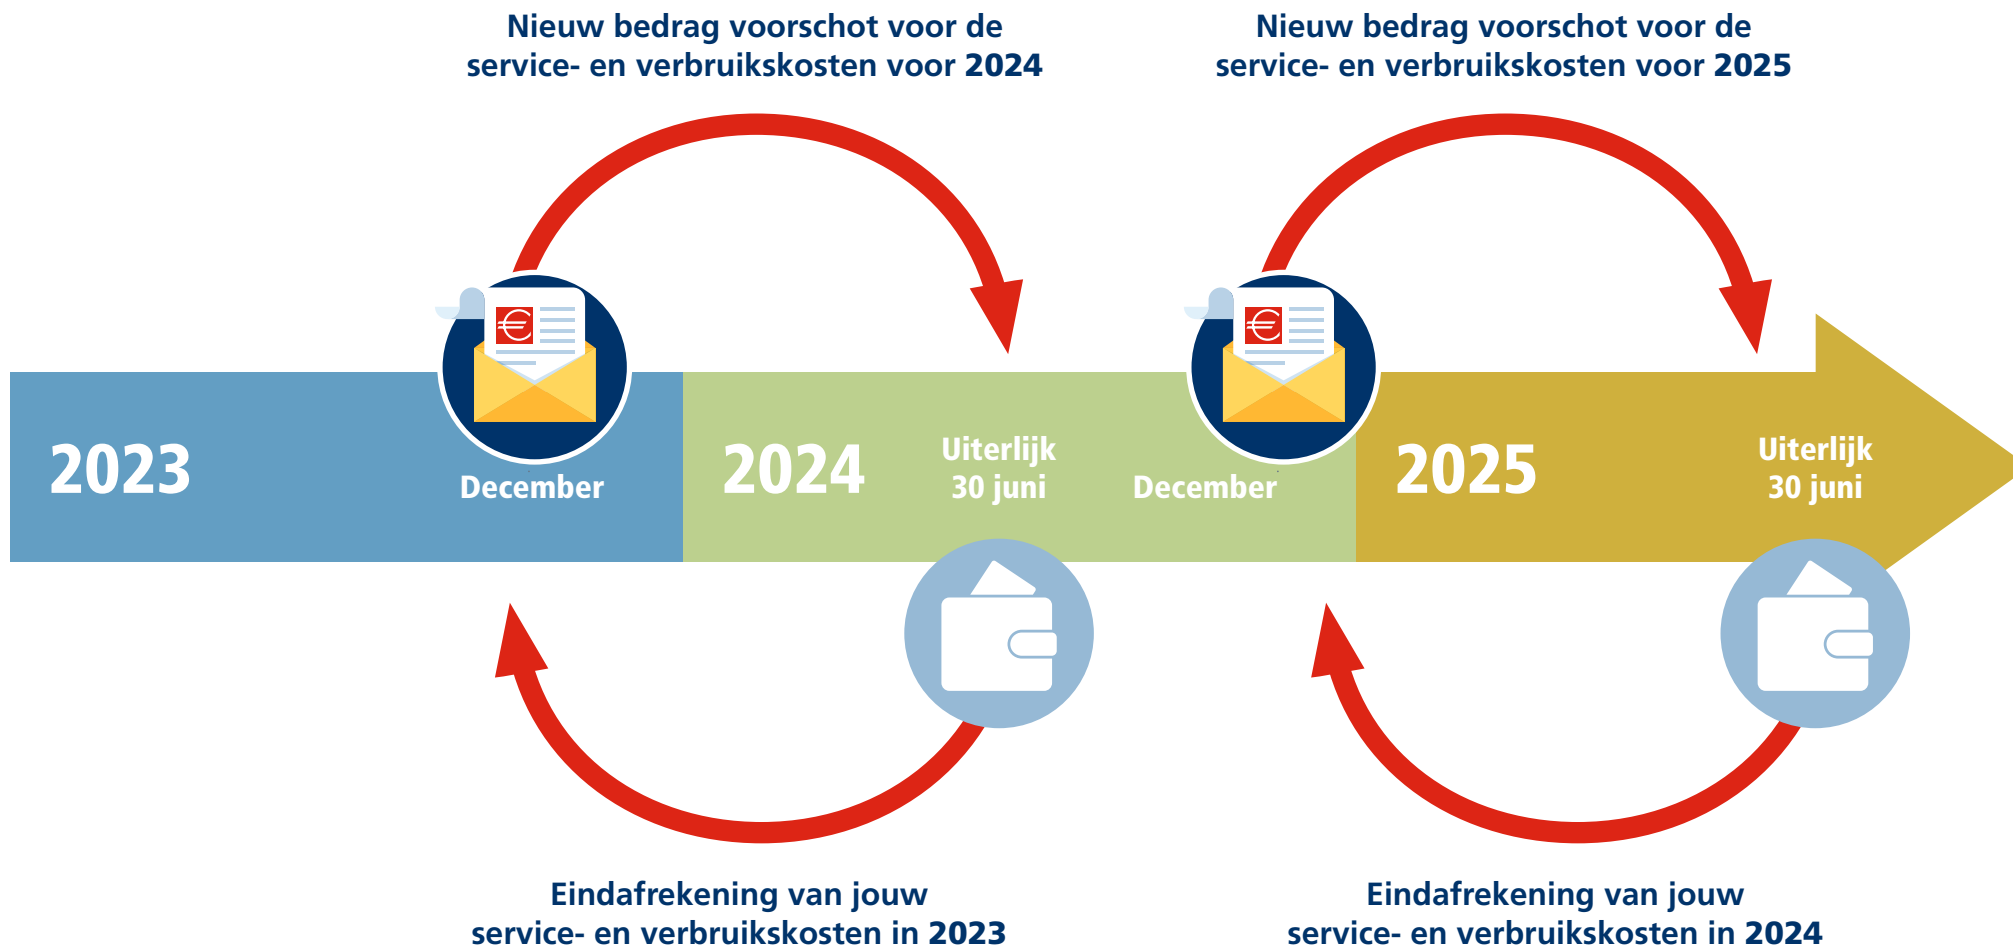 Nieuw bedrag voorschot voor de
service- en verbruikskosten voor 2024
Nieuw bedrag voorschot voor de
service- en verbruikskosten voor 2025
2023
December
2024
Uiterlijk
30 juni
December
2025
Uiterlijk
30 juni
Eindafrekening van jouw
service- en verbruikskosten in 2023
Eindafrekening van jouw
service- en verbruikskosten in 2024